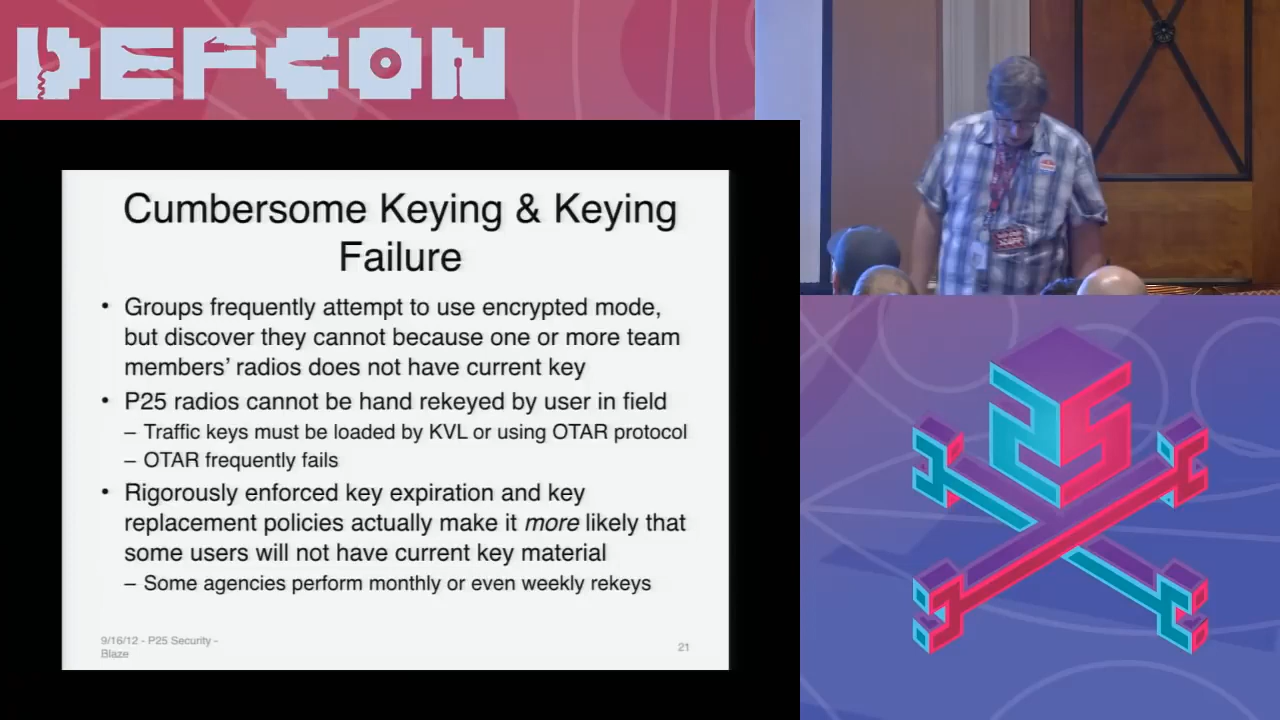 DEFCON
Cumbersome Keying & Keying
Failure
• Groups frequently attempt to use encrypted mode,
but discover they cannot because one or more team
members’ radios does not have current key
• P25 radios cannot be hand rekeyed by user in field
– Traffic keys must be loaded by KVL or using OTAR protocol
– OTAR frequently fails
• Rigorously enforced key expiration and key
replacement policies actually make it more likely that
some users will not have current key material
– Some agencies perform monthly or even weekly rekeys
9/16/12 - P25 Security -
Blaze
21
25